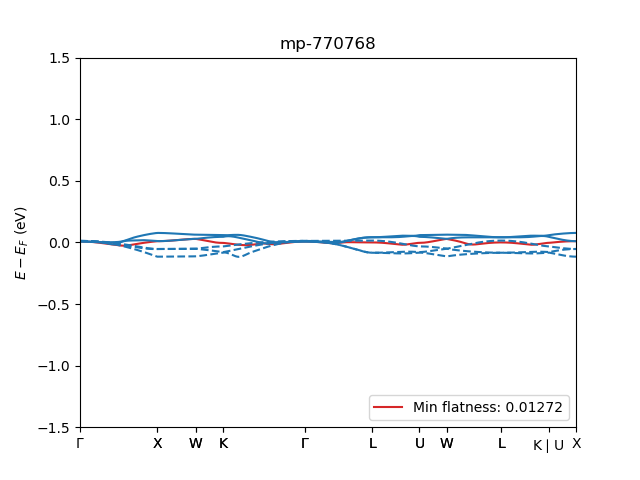 mp-770768
1.5
1.0
0.5
0.0
−0.5
−1.0
−1.5
E − E_F (eV)
Min flatness: 0.01272
Γ X W K Γ L U W L K | U X